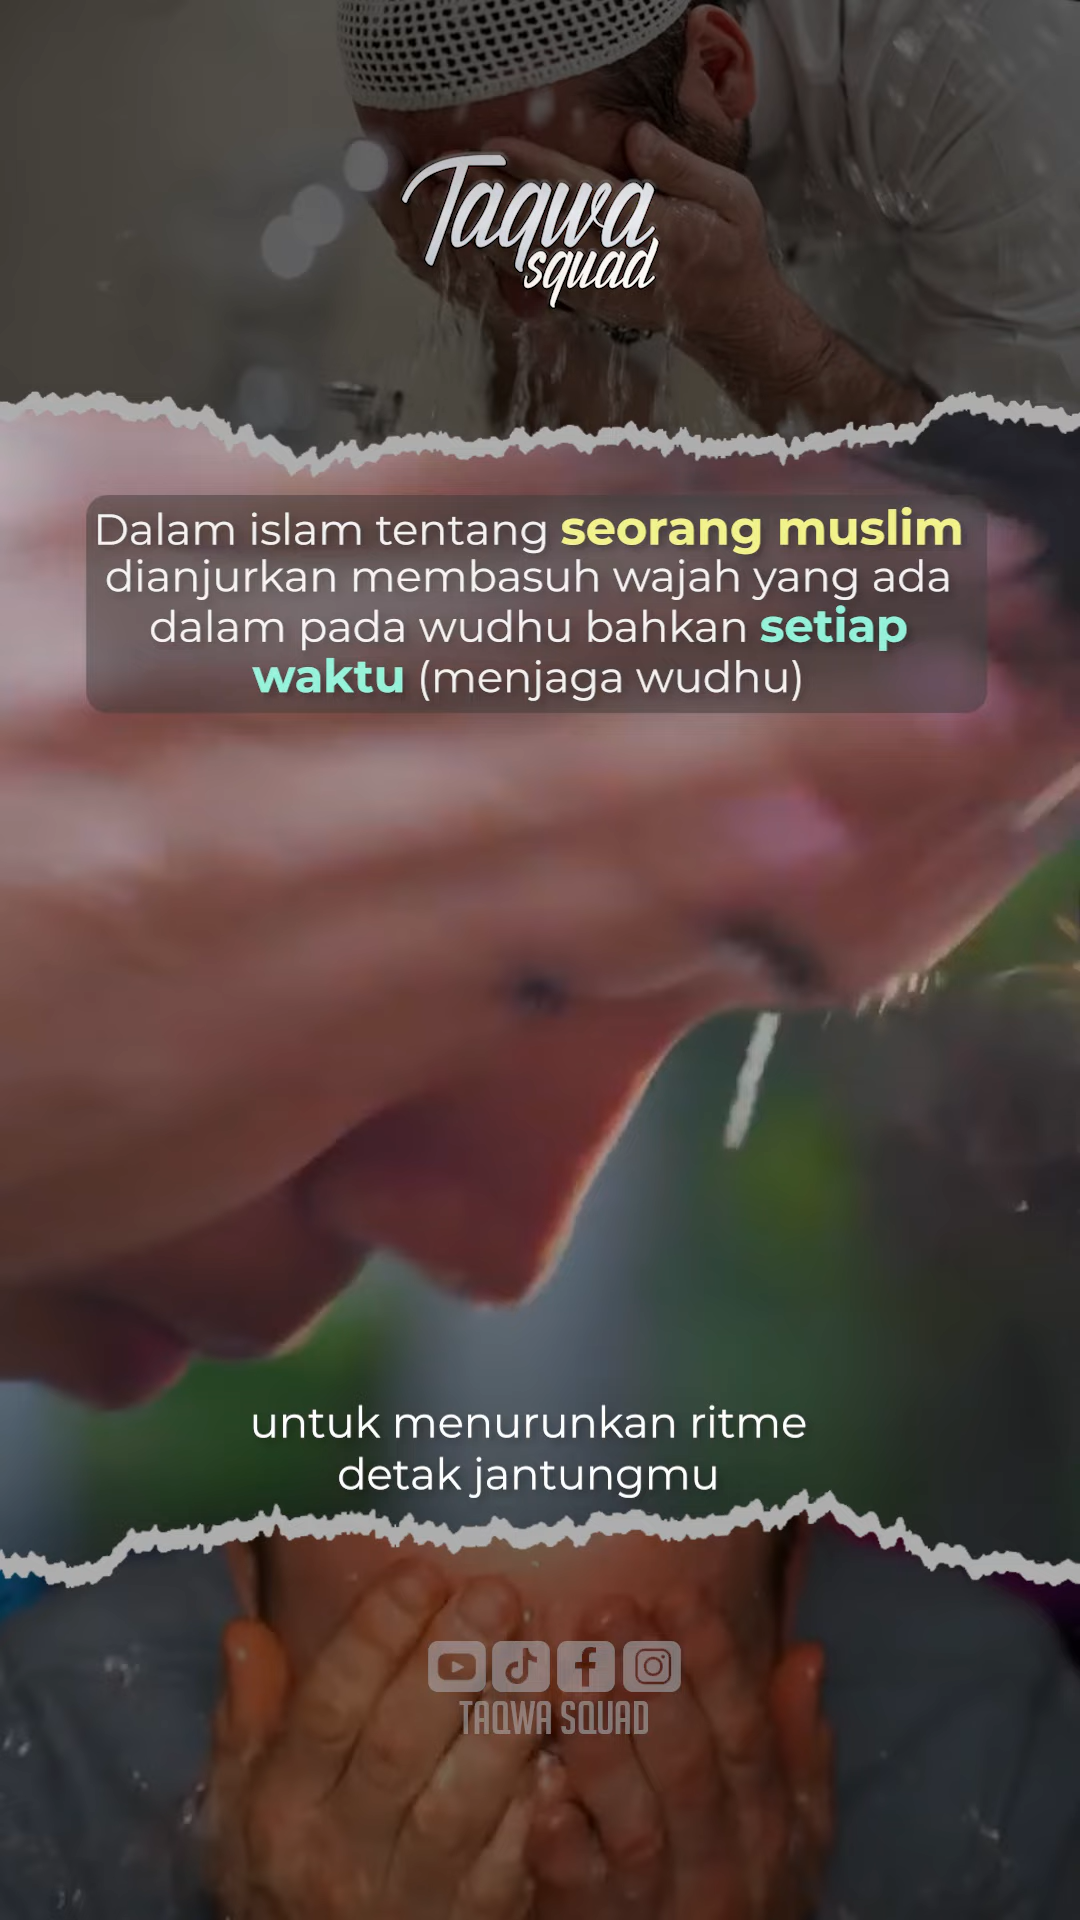 Taqwa
squad
Dalam islam tentang seorang muslim
dianjurkan membasuh wajah yang ada
dalam pada wudhu bahkan setiap
waktu (menjaga wudhu)
untuk menurunkan ritme
detak jantungmu
TAQWA SQUAD